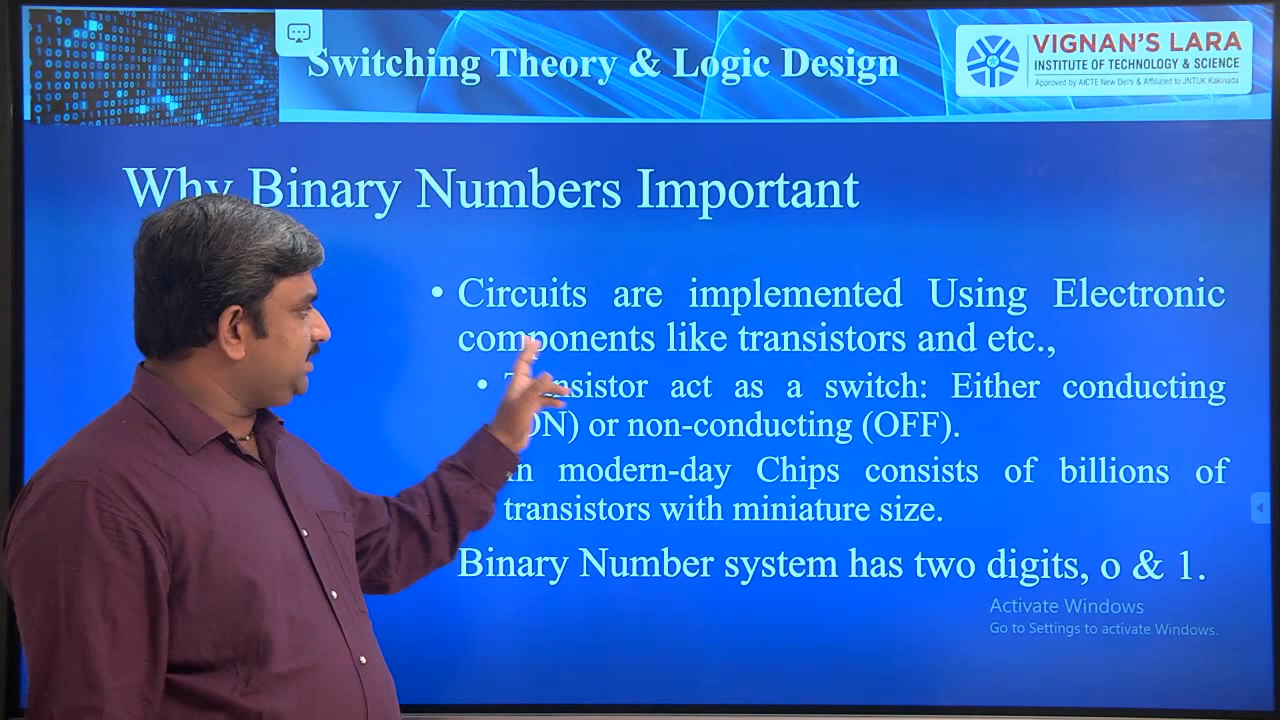 Switching Theory & Logic Design
VIGNAN'S LARA
INSTITUTE OF TECHNOLOGY & SCIENCE
Approved by AICTE New Delhi & Affiliated to JNTUK Kakinada
Why Binary Numbers Important
• Circuits are implemented Using Electronic
components like transistors and etc.,
• Transistor act as a switch: Either conducting
ON) or non-conducting (OFF).
In modern-day Chips consists of billions of
transistors with miniature size.
Binary Number system has two digits, 0 & 1.
Activate Windows
Go to Settings to activate Windows.